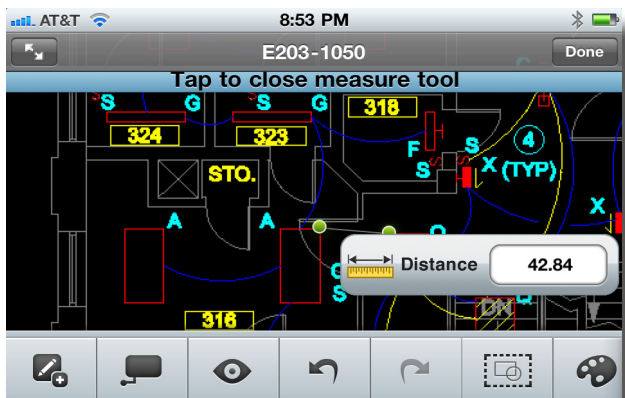 AT&T 8:53 PM
E203-1050 Done
Tap to close measure tool
S G S G 318
324 323 F S 4
STO. S X (TYP)
A A X
Distance 42.84
S
316 DN